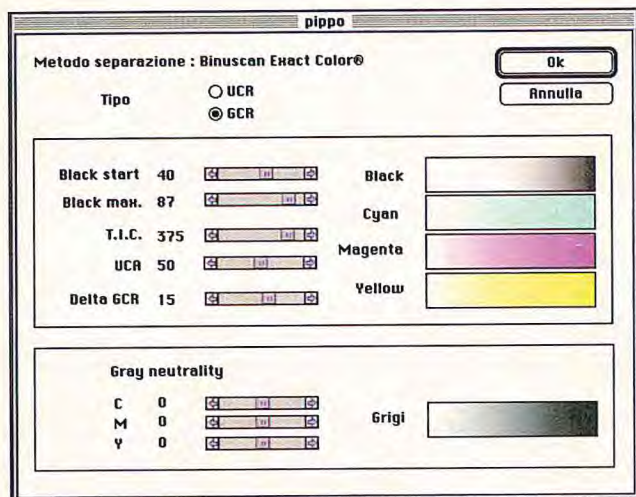 pippo
Metodo separazione : Binuscan Exact Color®
Ok
Tipo
UCR
GCR
Annulla
Black start 40
Black max. 87
T.I.C. 375
UCA 50
Delta GCR 15
Black
Cyan
Magenta
Yellow
Gray neutrality
C 0
M 0
Y 0
Grigi